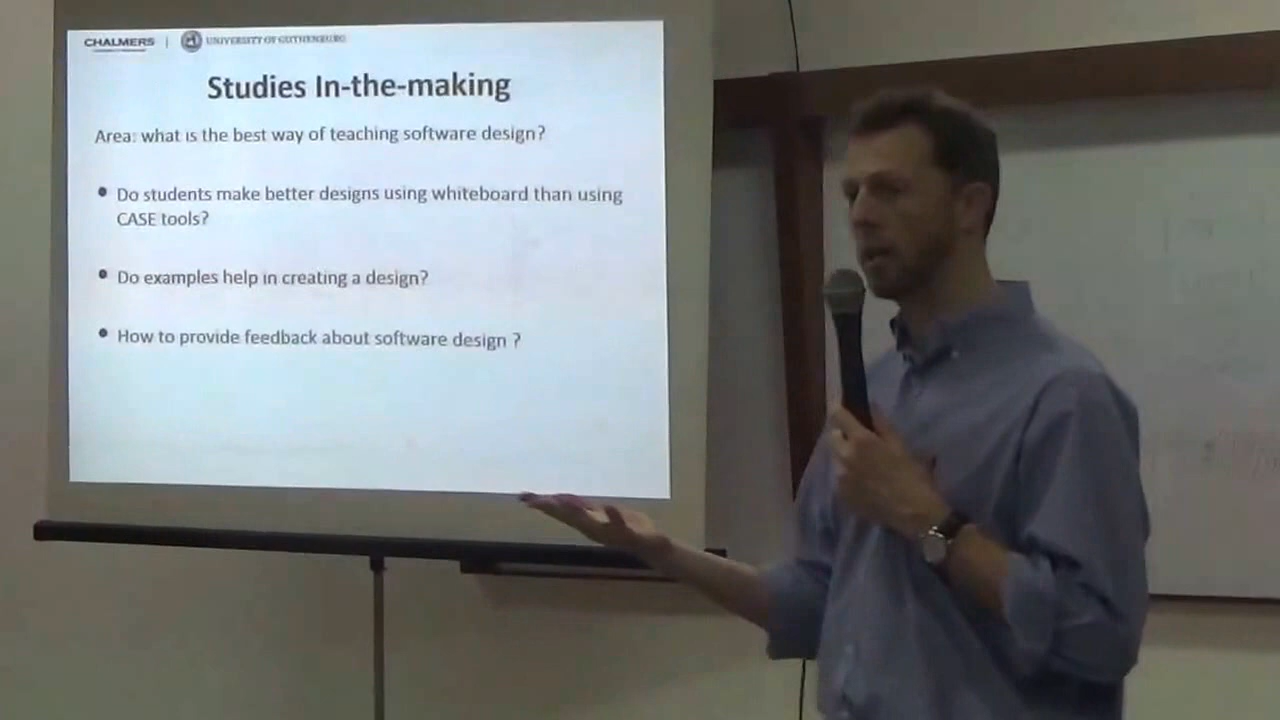 CHALMERS | UNIVERSITY OF GOTHENBURG
Studies In-the-making
Area: what is the best way of teaching software design?
• Do students make better designs using whiteboard than using
CASE tools?
• Do examples help in creating a design?
• How to provide feedback about software design ?